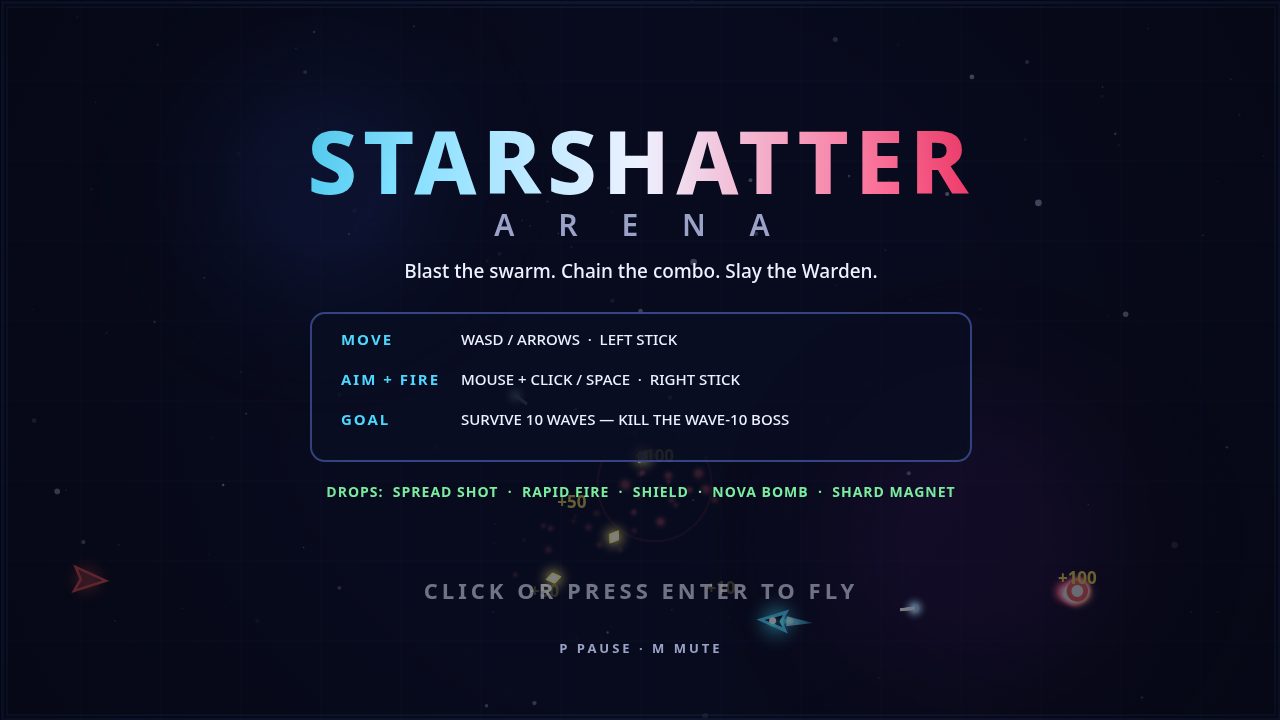 STARSHATTER
ARENA
Blast the swarm. Chain the combo. Slay the Warden.
MOVE WASD / ARROWS · LEFT STICK
AIM + FIRE MOUSE + CLICK / SPACE · RIGHT STICK
GOAL SURVIVE 10 WAVES — KILL THE WAVE-10 BOSS
+100
DROPS: SPREAD SHOT · RAPID FIRE · SHIELD · NOVA BOMB · SHARD MAGNET
+50
+100
CLICK OR PRESS ENTER TO FLY
P PAUSE · M MUTE